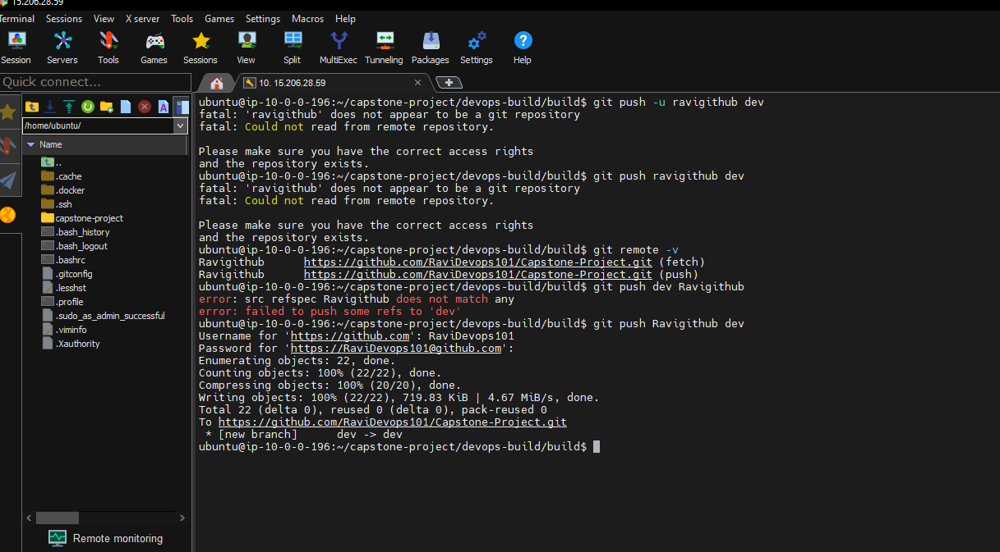 15.206.28.59
Terminal Sessions View X server Tools Games Settings Macros Help
Session Servers Tools Games Sessions View Split MultiExec Tunneling Packages Settings Help
Quick connect...
10. 15.206.28.59
/home/ubuntu/
Name
..
.cache
.docker
.ssh
capstone-project
.bash_history
.bash_logout
.bashrc
.gitconfig
.lesshst
.profile
.sudo_as_admin_successful
.viminfo
.Xauthority
Remote monitoring
ubuntu@ip-10-0-0-196:~/capstone-project/devops-build/build$ git push -u ravigithub dev
fatal: 'ravigithub' does not appear to be a git repository
fatal: Could not read from remote repository.
Please make sure you have the correct access rights
and the repository exists.
ubuntu@ip-10-0-0-196:~/capstone-project/devops-build/build$ git push ravigithub dev
fatal: 'ravigithub' does not appear to be a git repository
fatal: Could not read from remote repository.
Please make sure you have the correct access rights
and the repository exists.
ubuntu@ip-10-0-0-196:~/capstone-project/devops-build/build$ git remote -v
Ravigithub https://github.com/RaviDevops101/Capstone-Project.git (fetch)
Ravigithub https://github.com/RaviDevops101/Capstone-Project.git (push)
ubuntu@ip-10-0-0-196:~/capstone-project/devops-build/build$ git push dev Ravigithub
error: src refspec Ravigithub does not match any
error: failed to push some refs to 'dev'
ubuntu@ip-10-0-0-196:~/capstone-project/devops-build/build$ git push Ravigithub dev
Username for 'https://github.com': RaviDevops101
Password for 'https://RaviDevops101@github.com':
Enumerating objects: 22, done.
Counting objects: 100% (22/22), done.
Compressing objects: 100% (20/20), done.
Writing objects: 100% (22/22), 719.83 KiB | 4.67 MiB/s, done.
Total 22 (delta 0), reused 0 (delta 0), pack-reused 0
To https://github.com/RaviDevops101/Capstone-Project.git
 * [new branch]      dev -> dev
ubuntu@ip-10-0-0-196:~/capstone-project/devops-build/build$